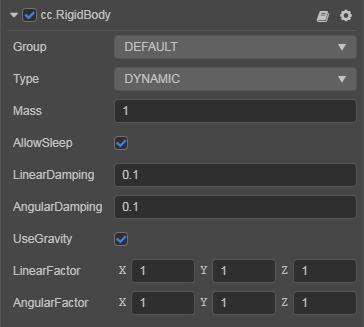 cc.RigidBody
Group DEFAULT
Type DYNAMIC
Mass 1
AllowSleep
LinearDamping 0.1
AngularDamping 0.1
UseGravity
LinearFactor X 1 Y 1 Z 1
AngularFactor X 1 Y 1 Z 1